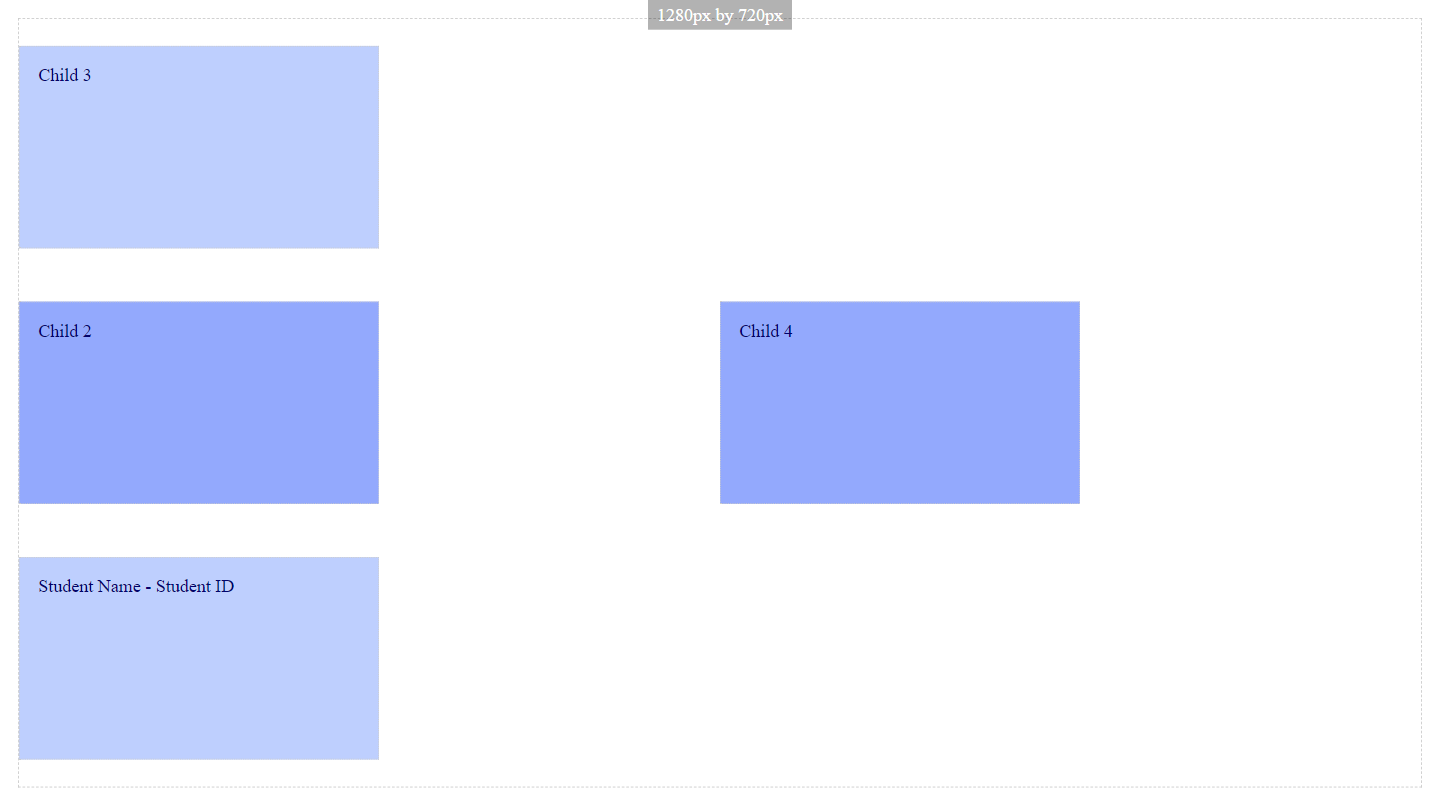 1280px by 720px
Child 3
Child 2
Child 4
Student Name - Student ID